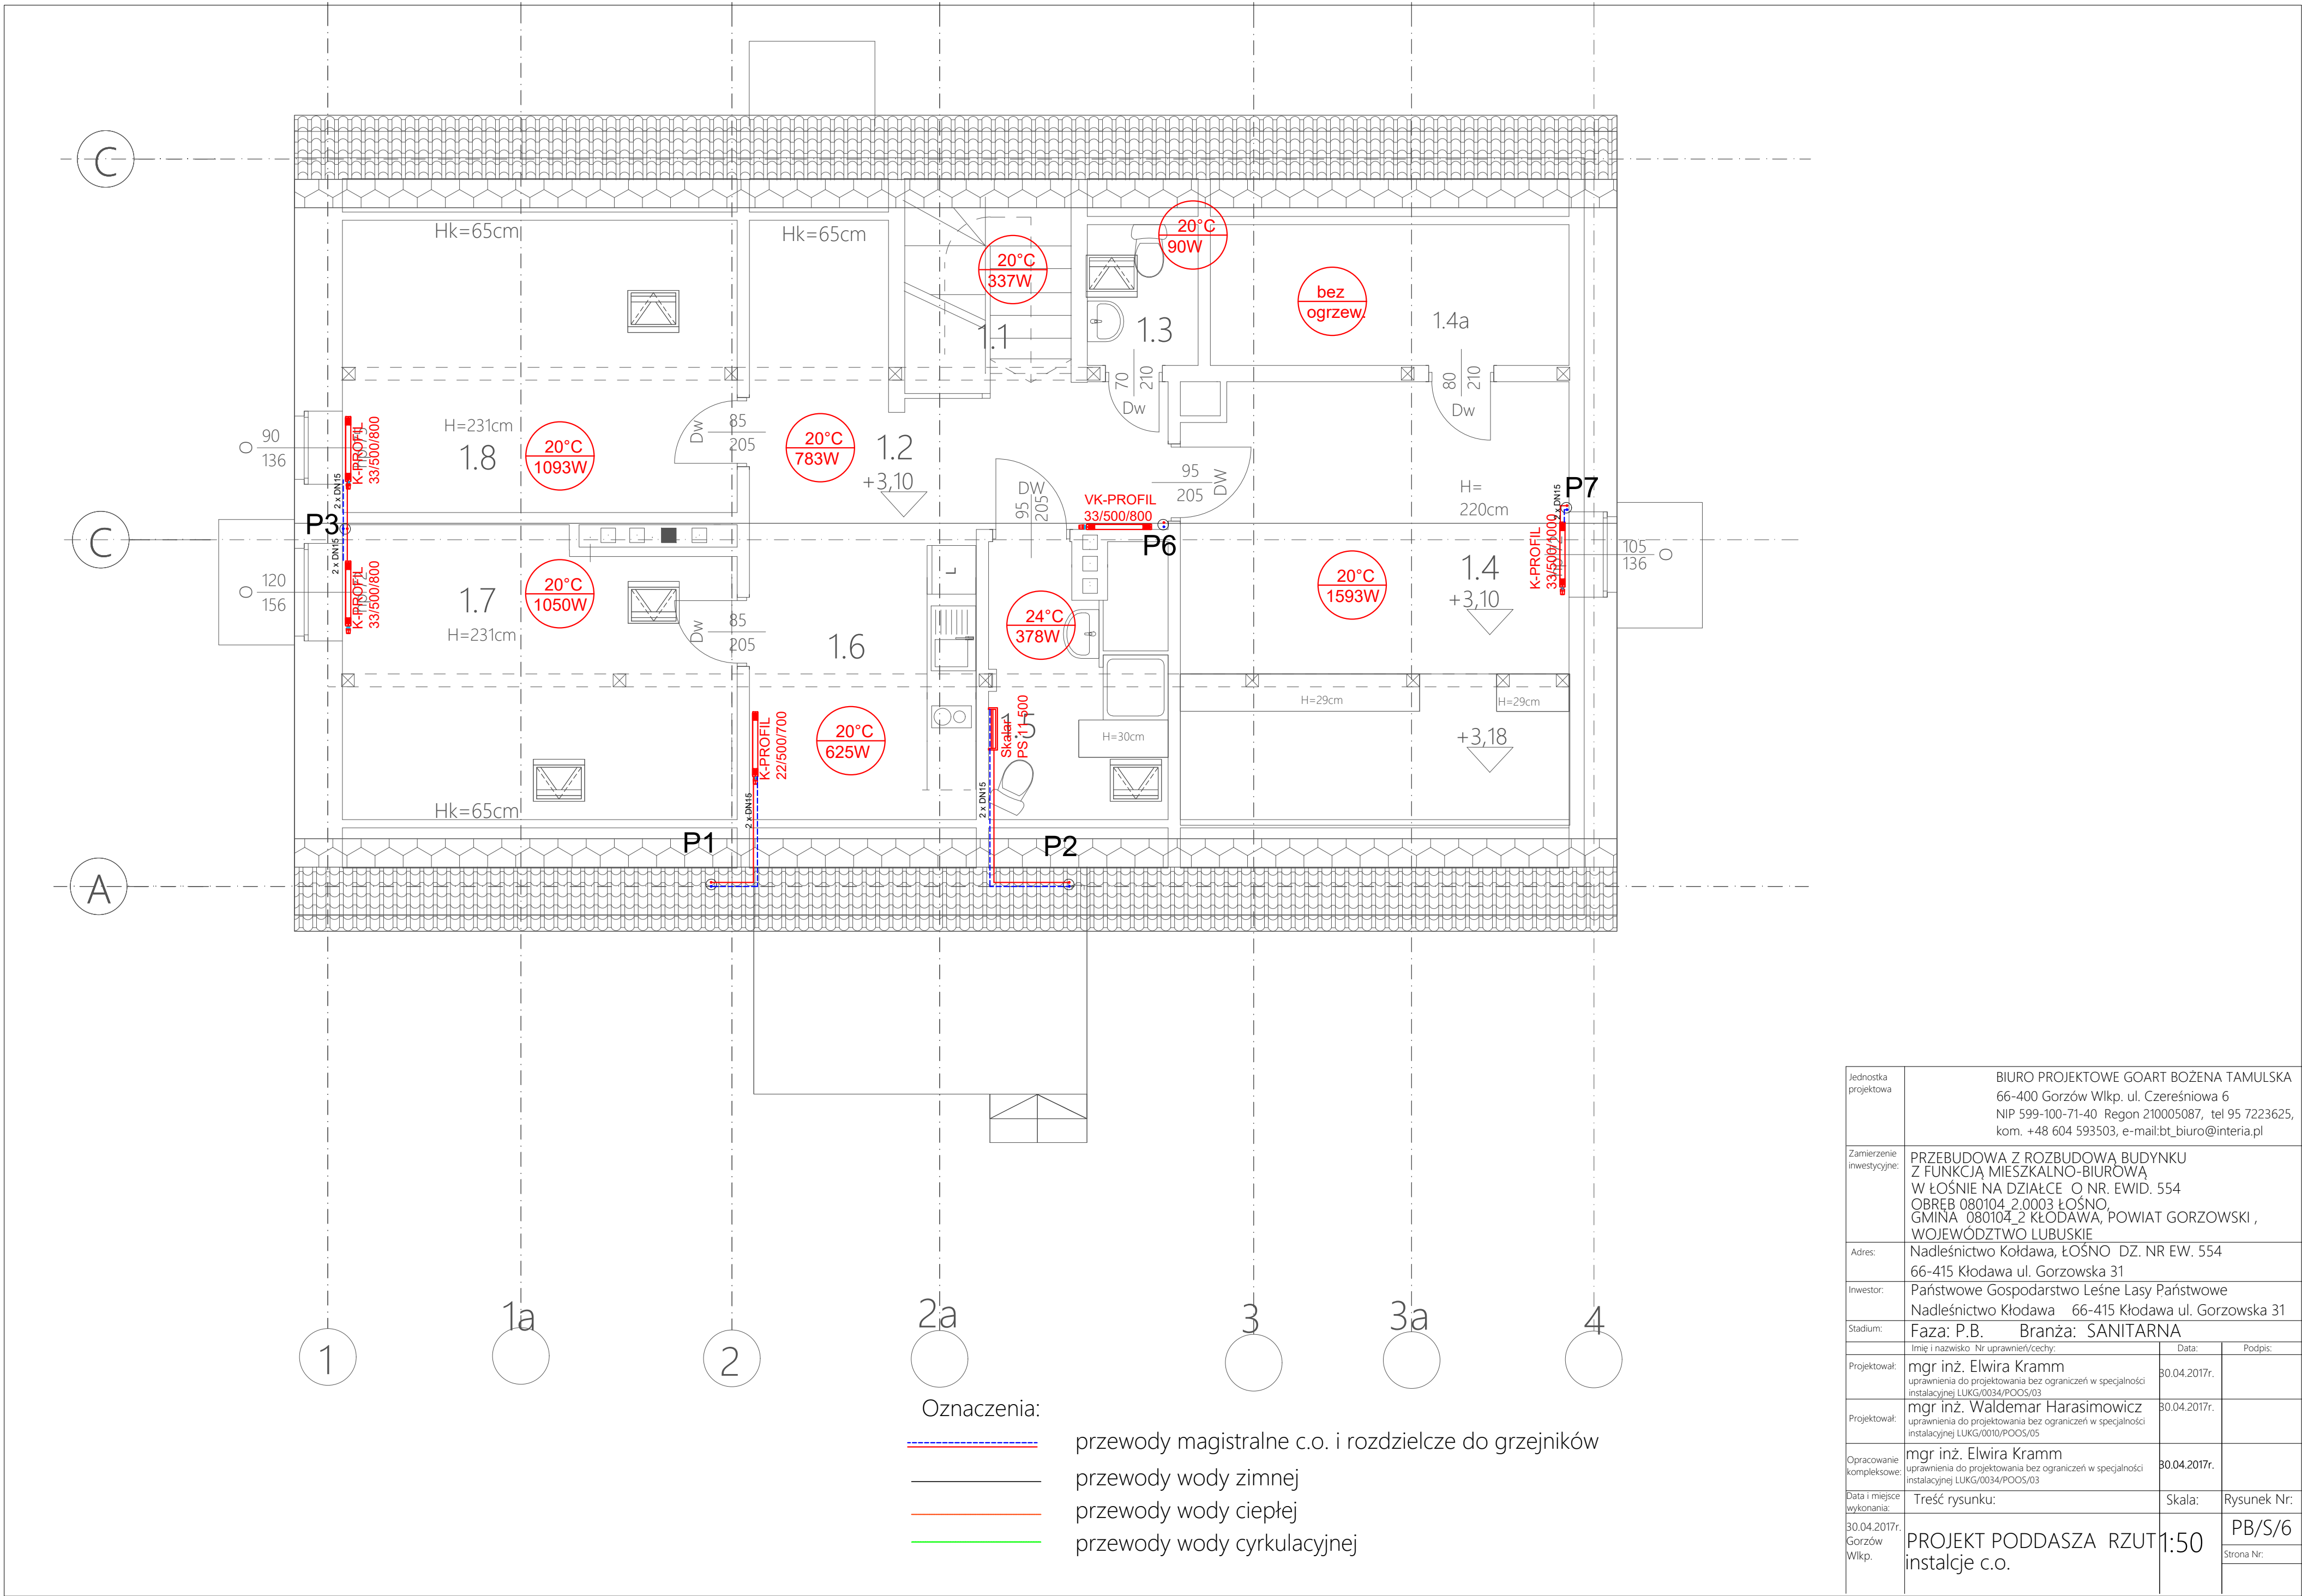 C
C
A
Hk=65cm
Hk=65cm
20°C
337W
20°C
90W
bez
ogrzew.
1.1
1.3
1.4a
70
210
Dw
80
210
Dw
O
90
136
K-PROFIL
33/500/800
H=231cm
1.8
20°C
1093W
Dw
85
205
20°C
783W
1.2
+3,10
2 x DN15
P3
2 x DN15
DW
95
205
VK-PROFIL
33/500/800
P6
95
205
DW
H=
220cm
P7
2 x DN15
K-PROFIL
33/500/1000
105
136
O
O
120
156
K-PROFIL
33/500/800
1.7
H=231cm
20°C
1050W
Dw
85
205
1.6
L
24°C
378W
20°C
1593W
1.4
+3,10
H=29cm
H=29cm
K-PROFIL
22/500/700
20°C
625W
Skalar
PS 11-500
1.5
H=30cm
+3,18
Hk=65cm
2 x DN15
2 x DN15
P1
P2
1
1a
2
2a
3
3a
4
Oznaczenia:
przewody magistralne c.o. i rozdzielcze do grzejników
przewody wody zimnej
przewody wody ciepłej
przewody wody cyrkulacyjnej
Jednostka
projektowa
BIURO PROJEKTOWE GOART BOŻENA TAMULSKA
66-400 Gorzów Wlkp. ul. Czereśniowa 6
NIP 599-100-71-40 Regon 210005087, tel 95 7223625,
kom. +48 604 593503, e-mail:bt_biuro@interia.pl
Zamierzenie
inwestycyjne:
PRZEBUDOWA Z ROZBUDOWĄ BUDYNKU
Z FUNKCJĄ MIESZKALNO-BIUROWĄ
W ŁOŚNIE NA DZIAŁCE O NR. EWID. 554
OBRĘB 080104_2.0003 ŁOŚNO,
GMINA 080104_2 KŁODAWA, POWIAT GORZOWSKI ,
WOJEWÓDZTWO LUBUSKIE
Adres:
Nadleśnictwo Kołdawa, ŁOŚNO DZ. NR EW. 554
66-415 Kłodawa ul. Gorzowska 31
Inwestor:
Państwowe Gospodarstwo Leśne Lasy Państwowe
Nadleśnictwo Kłodawa 66-415 Kłodawa ul. Gorzowska 31
Stadium:
Faza: P.B. Branża: SANITARNA
Imię i nazwisko Nr uprawnień/cechy: Data: Podpis:
Projektował:
mgr inż. Elwira Kramm
uprawnienia do projektowania bez ograniczeń w specjalności
instalacyjnej LUKG/0034/POOS/03
30.04.2017r.
Projektował:
mgr inż. Waldemar Harasimowicz
uprawnienia do projektowania bez ograniczeń w specjalności
instalacyjnej LUKG/0010/POOS/05
30.04.2017r.
Opracowanie
kompleksowe:
mgr inż. Elwira Kramm
uprawnienia do projektowania bez ograniczeń w specjalności
instalacyjnej LUKG/0034/POOS/03
30.04.2017r.
Data i miejsce
wykonania:
Treść rysunku: Skala: Rysunek Nr:
30.04.2017r.
Gorzów
Wlkp.
PROJEKT PODDASZA RZUT
instalcje c.o.
1:50
PB/S/6
Strona Nr: